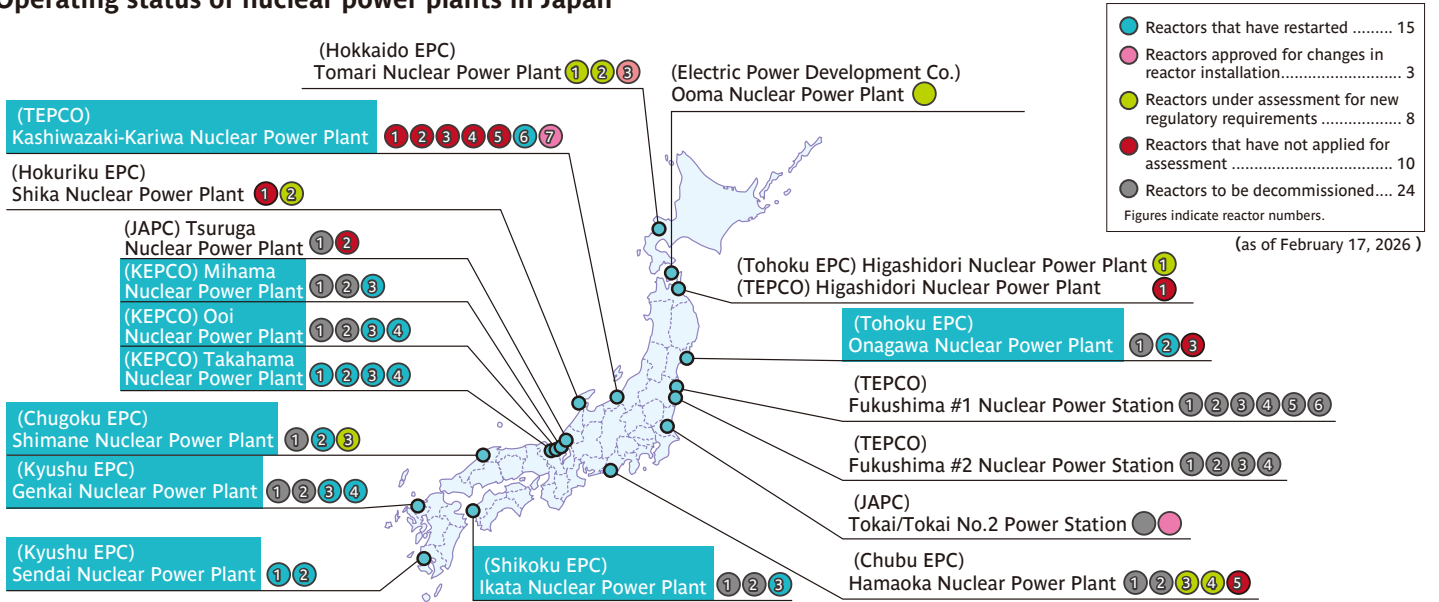 Operating status of nuclear power plants in Japan
Reactors that have restarted ......... 15
Reactors approved for changes in
reactor installation............................. 3
Reactors under assessment for new
regulatory requirements ................... 8
Reactors that have not applied for
assessment ...................................... 10
Reactors to be decommissioned.... 24
Figures indicate reactor numbers.
(as of February 17, 2026 )
(Hokkaido EPC)
Tomari Nuclear Power Plant 1 2 3
(Electric Power Development Co.)
Ooma Nuclear Power Plant
(TEPCO)
Kashiwazaki-Kariwa Nuclear Power Plant 1 2 3 4 5 6 7
(Hokuriku EPC)
Shika Nuclear Power Plant 1 2
(JAPC) Tsuruga
Nuclear Power Plant 1 2
(KEPCO) Mihama
Nuclear Power Plant 1 2 3
(KEPCO) Ooi
Nuclear Power Plant 1 2 3 4
(KEPCO) Takahama
Nuclear Power Plant 1 2 3 4
(Chugoku EPC)
Shimane Nuclear Power Plant 1 2 3
(Kyushu EPC)
Genkai Nuclear Power Plant 1 2 3 4
(Kyushu EPC)
Sendai Nuclear Power Plant 1 2
(Shikoku EPC)
Ikata Nuclear Power Plant 1 2 3
(Tohoku EPC) Higashidori Nuclear Power Plant 1
(TEPCO) Higashidori Nuclear Power Plant 1
(Tohoku EPC)
Onagawa Nuclear Power Plant 1 2 3
(TEPCO)
Fukushima #1 Nuclear Power Station 1 2 3 4 5 6
(TEPCO)
Fukushima #2 Nuclear Power Station 1 2 3 4
(JAPC)
Tokai/Tokai No.2 Power Station
(Chubu EPC)
Hamaoka Nuclear Power Plant 1 2 3 4 5